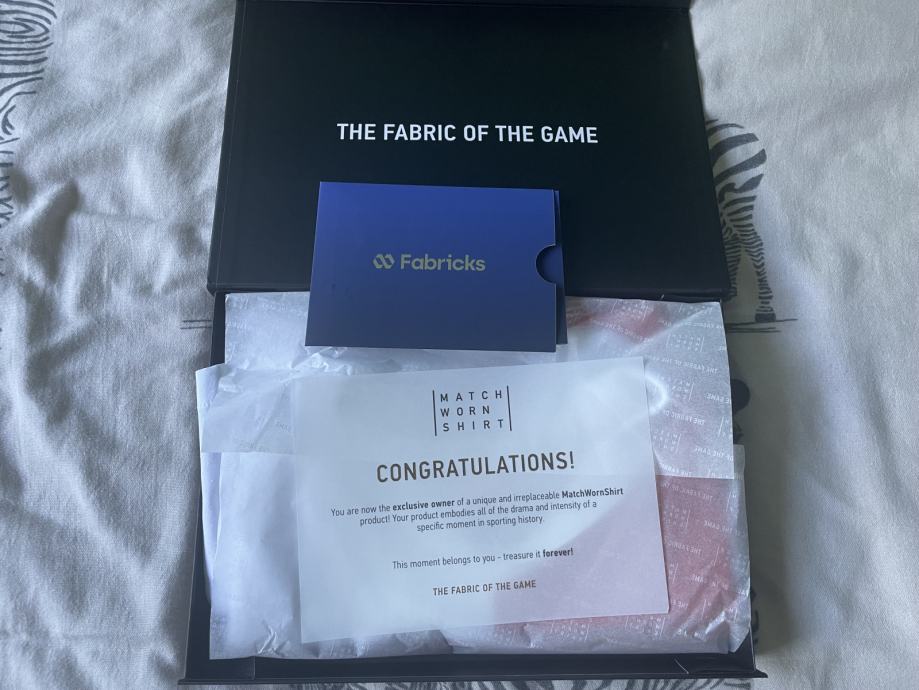 THE FABRIC OF THE GAME
Fabricks
MATCH
WORN
SHIRT
CONGRATULATIONS!
You are now the exclusive owner of a unique and irreplaceable MatchWornShirt
product! Your product embodies all of the drama and intensity of a
specific moment in sporting history.
This moment belongs to you - treasure it forever!
THE FABRIC OF THE GAME